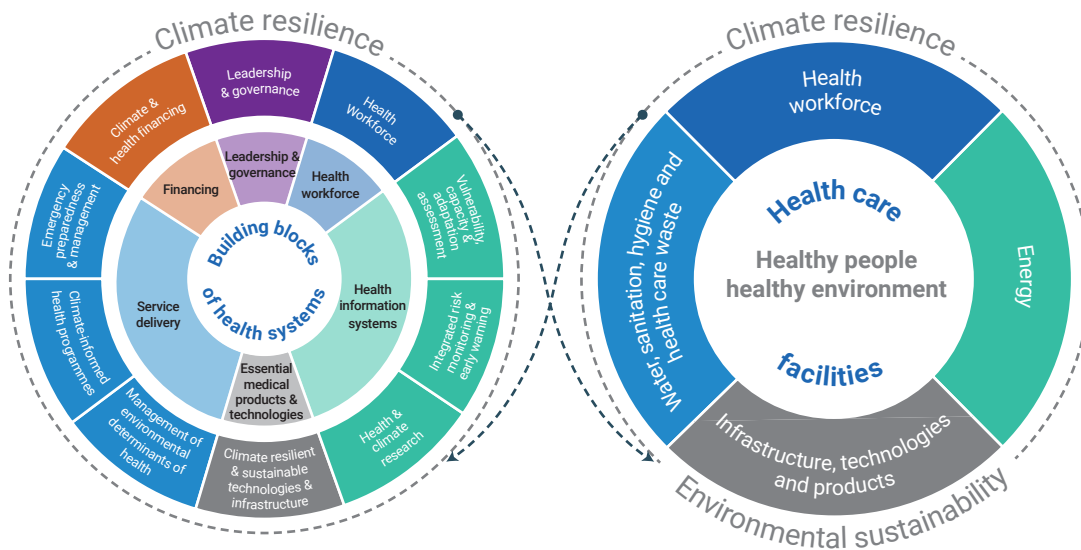 Climate resilience
Leadership
& governance
Health
Workforce
Vulnerability,
capacity &
adaptation
assessment
Integrated risk
monitoring &
early warning
Health &
climate
research
Climate resilient
& sustainable
technologies &
infrastructure
Management of
environmental
determinants of
health
Climate-informed
health programmes
Emergency
preparedness
& management
Climate &
health financing
Leadership &
governance
Health
workforce
Health
information
systems
Essential
medical
products &
technologies
Service
delivery
Financing
Building blocks
of health systems
Climate resilience
Health
workforce
Energy
Infrastructure, technologies
and products
Water, sanitation, hygiene and
health care waste
Health care
Healthy people
healthy environment
facilities
Environmental sustainability